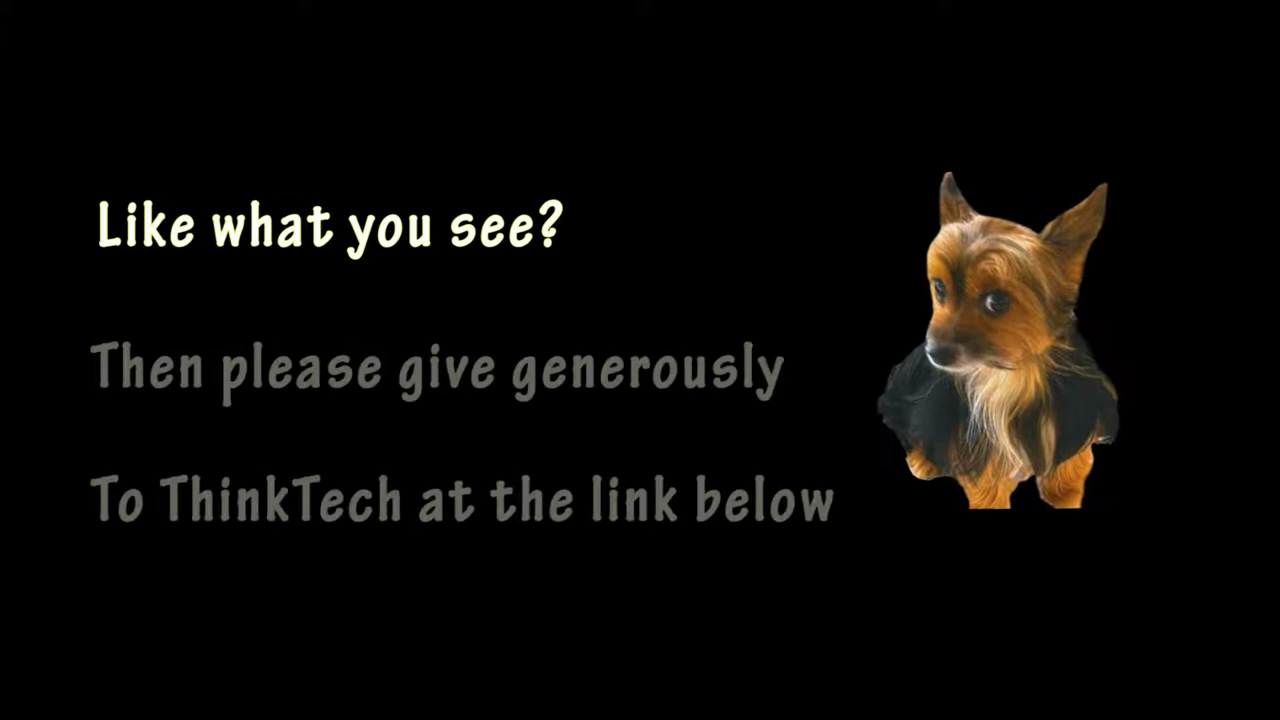 Like what you see?
Then please give generously
To ThinkTech at the link below